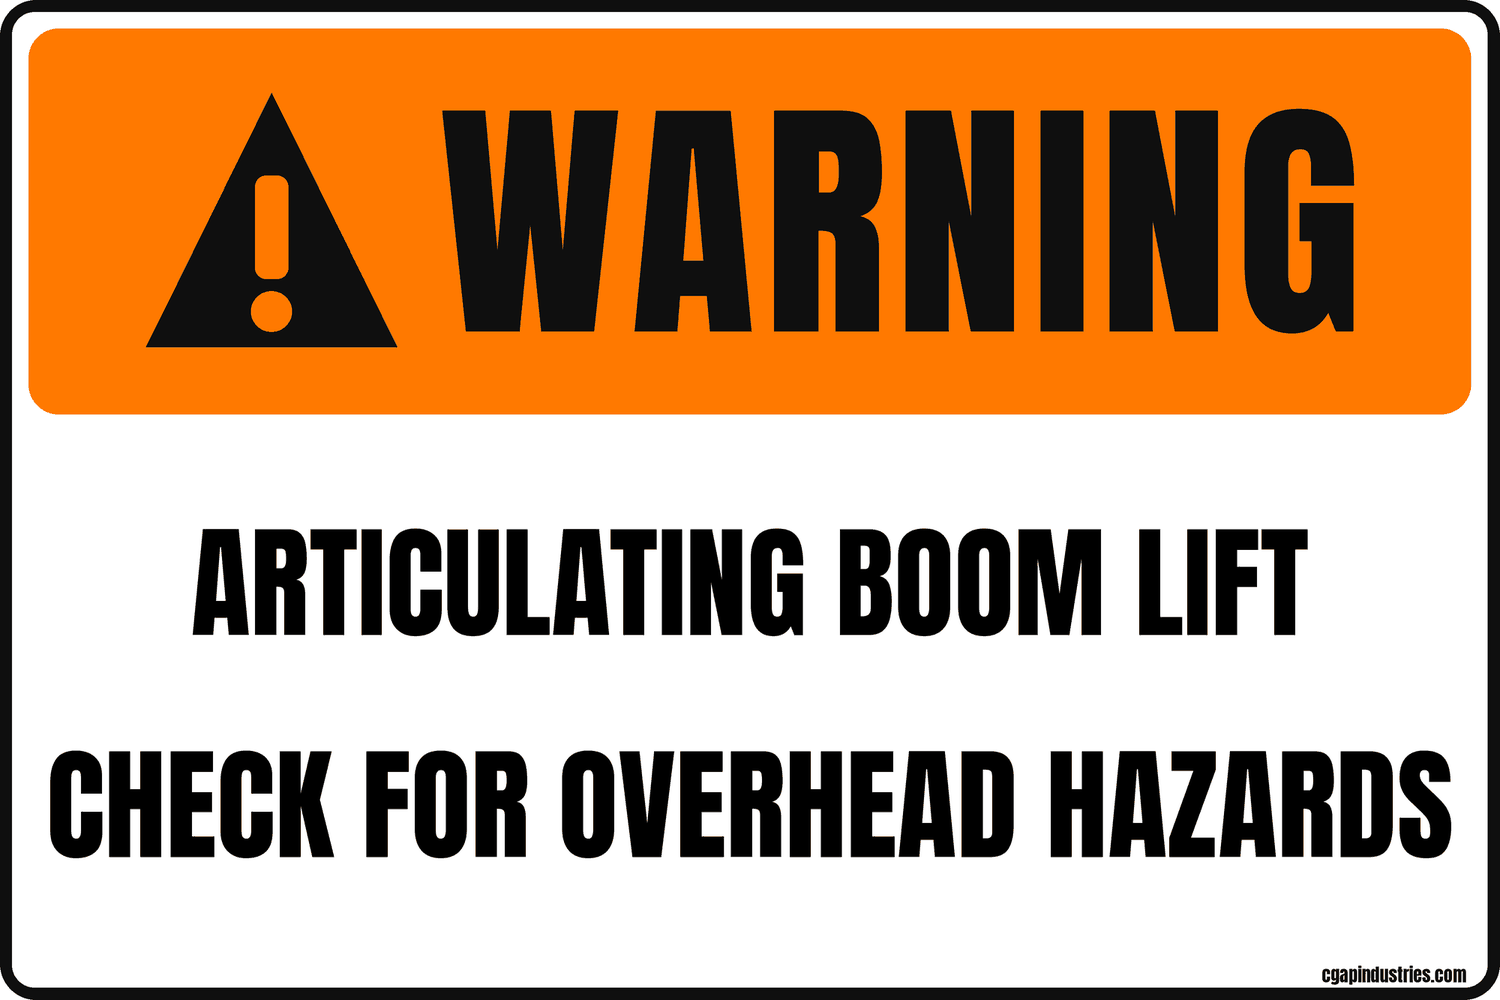 WARNING
ARTICULATING BOOM LIFT
CHECK FOR OVERHEAD HAZARDS
cgapindustries.com